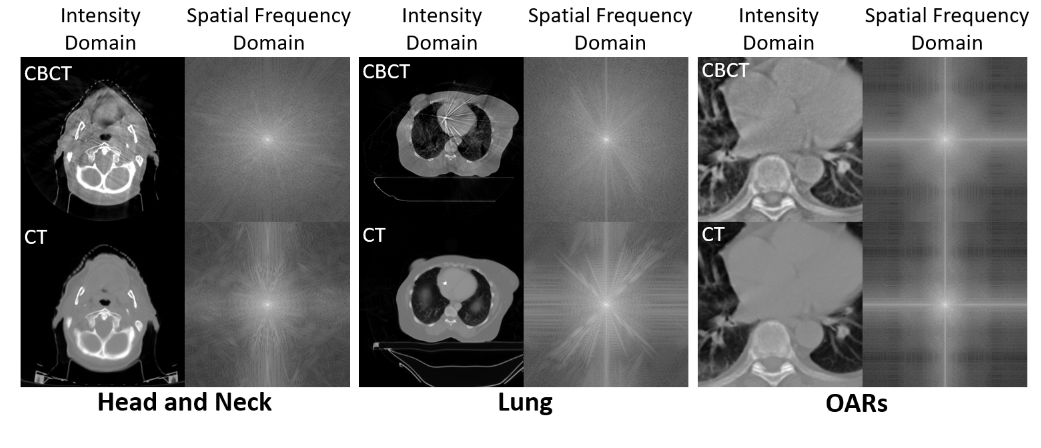 Intensity Domain
Spatial Frequency Domain
Intensity Domain
Spatial Frequency Domain
Intensity Domain
Spatial Frequency Domain
CBCT
CBCT
CBCT
CT
CT
CT
Head and Neck
Lung
OARs